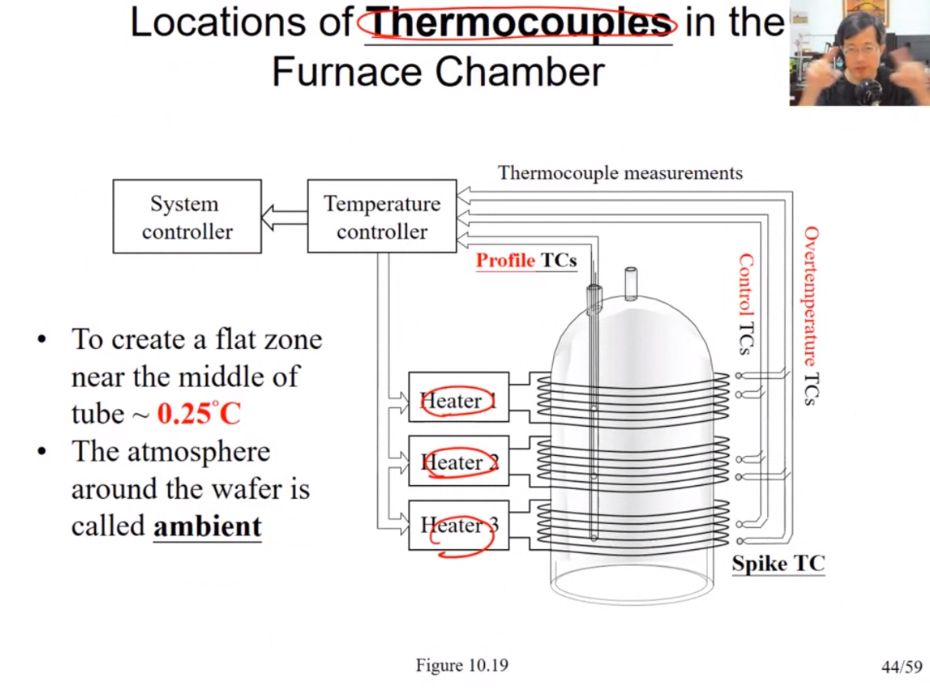 Locations of Thermocouples in the
Furnace Chamber
Thermocouple measurements
System
controller
Temperature
controller
Profile TCs
Control TCs
Overtemperature TCs
• To create a flat zone
near the middle of
tube ~ 0.25°C
• The atmosphere
around the wafer is
called ambient
Heater 1
Heater 2
Heater 3
Spike TC
Figure 10.19
44/59